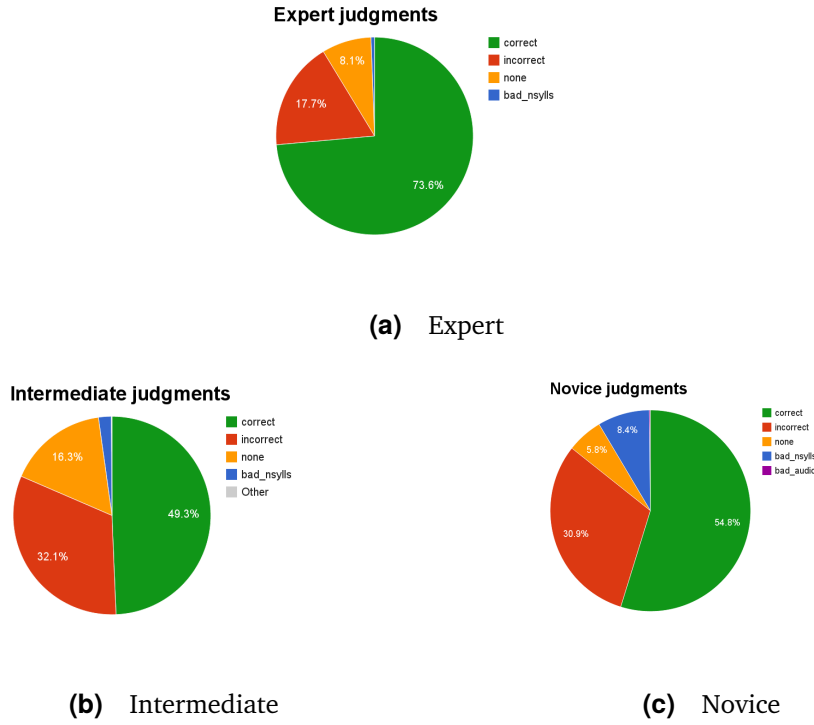 Expert judgments
correct
incorrect
none
bad_nsylls
8.1%
17.7%
73.6%
(a) Expert
Intermediate judgments
correct
incorrect
none
bad_nsylls
Other
16.3%
49.3%
32.1%
(b) Intermediate
Novice judgments
correct
incorrect
none
bad_nsylls
bad_audio
8.4%
5.8%
54.8%
30.9%
(c) Novice